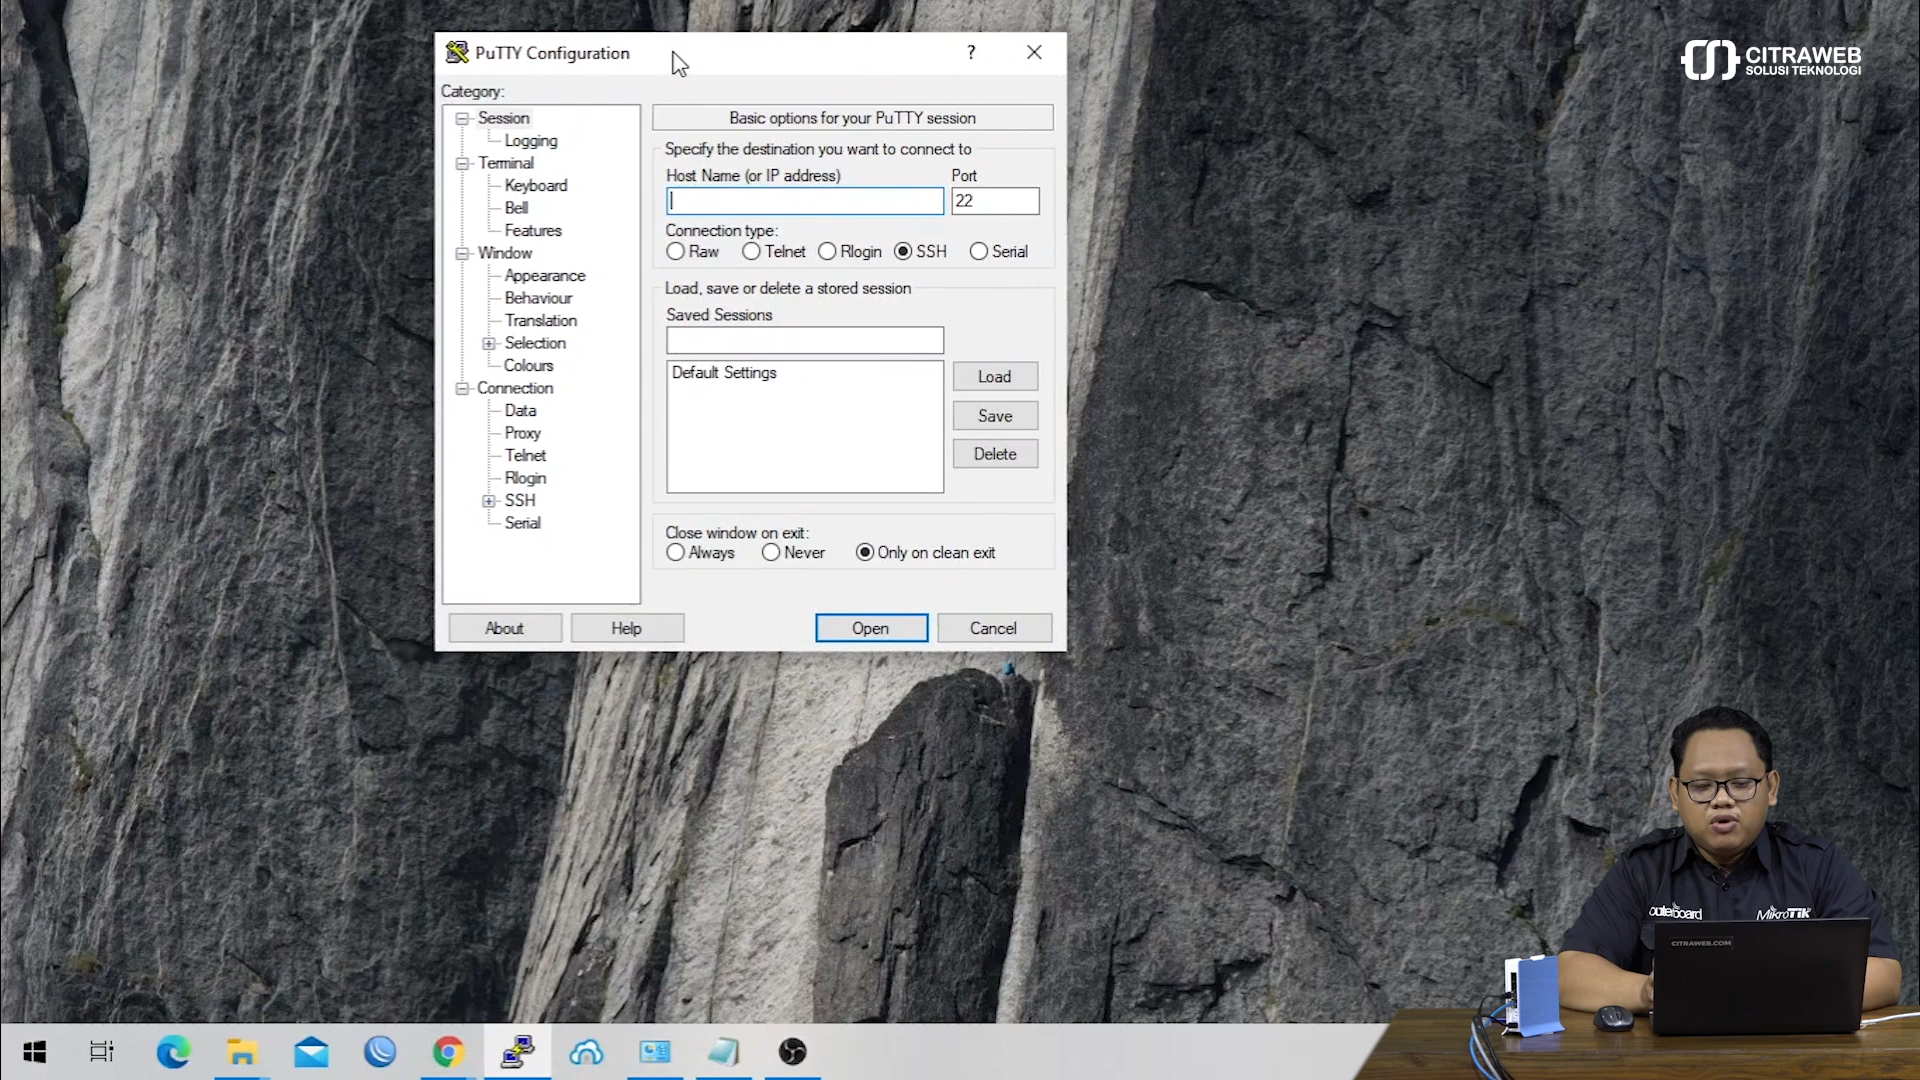 PuTTY Configuration
?
CITRAWEB
SOLUSI TEKNOLOGI
Category:
Session
Logging
Terminal
Keyboard
Bell
Features
Window
Appearance
Behaviour
Translation
Selection
Colours
Connection
Data
Proxy
Telnet
Rlogin
SSH
Serial
Basic options for your PuTTY session
Specify the destination you want to connect to
Host Name (or IP address) Port
22
Connection type:
Raw Telnet Rlogin SSH Serial
Load, save or delete a stored session
Saved Sessions
Default Settings
Load
Save
Delete
Close window on exit:
Always Never Only on clean exit
About Help Open Cancel
MikroTik
CITRAWEB.COM